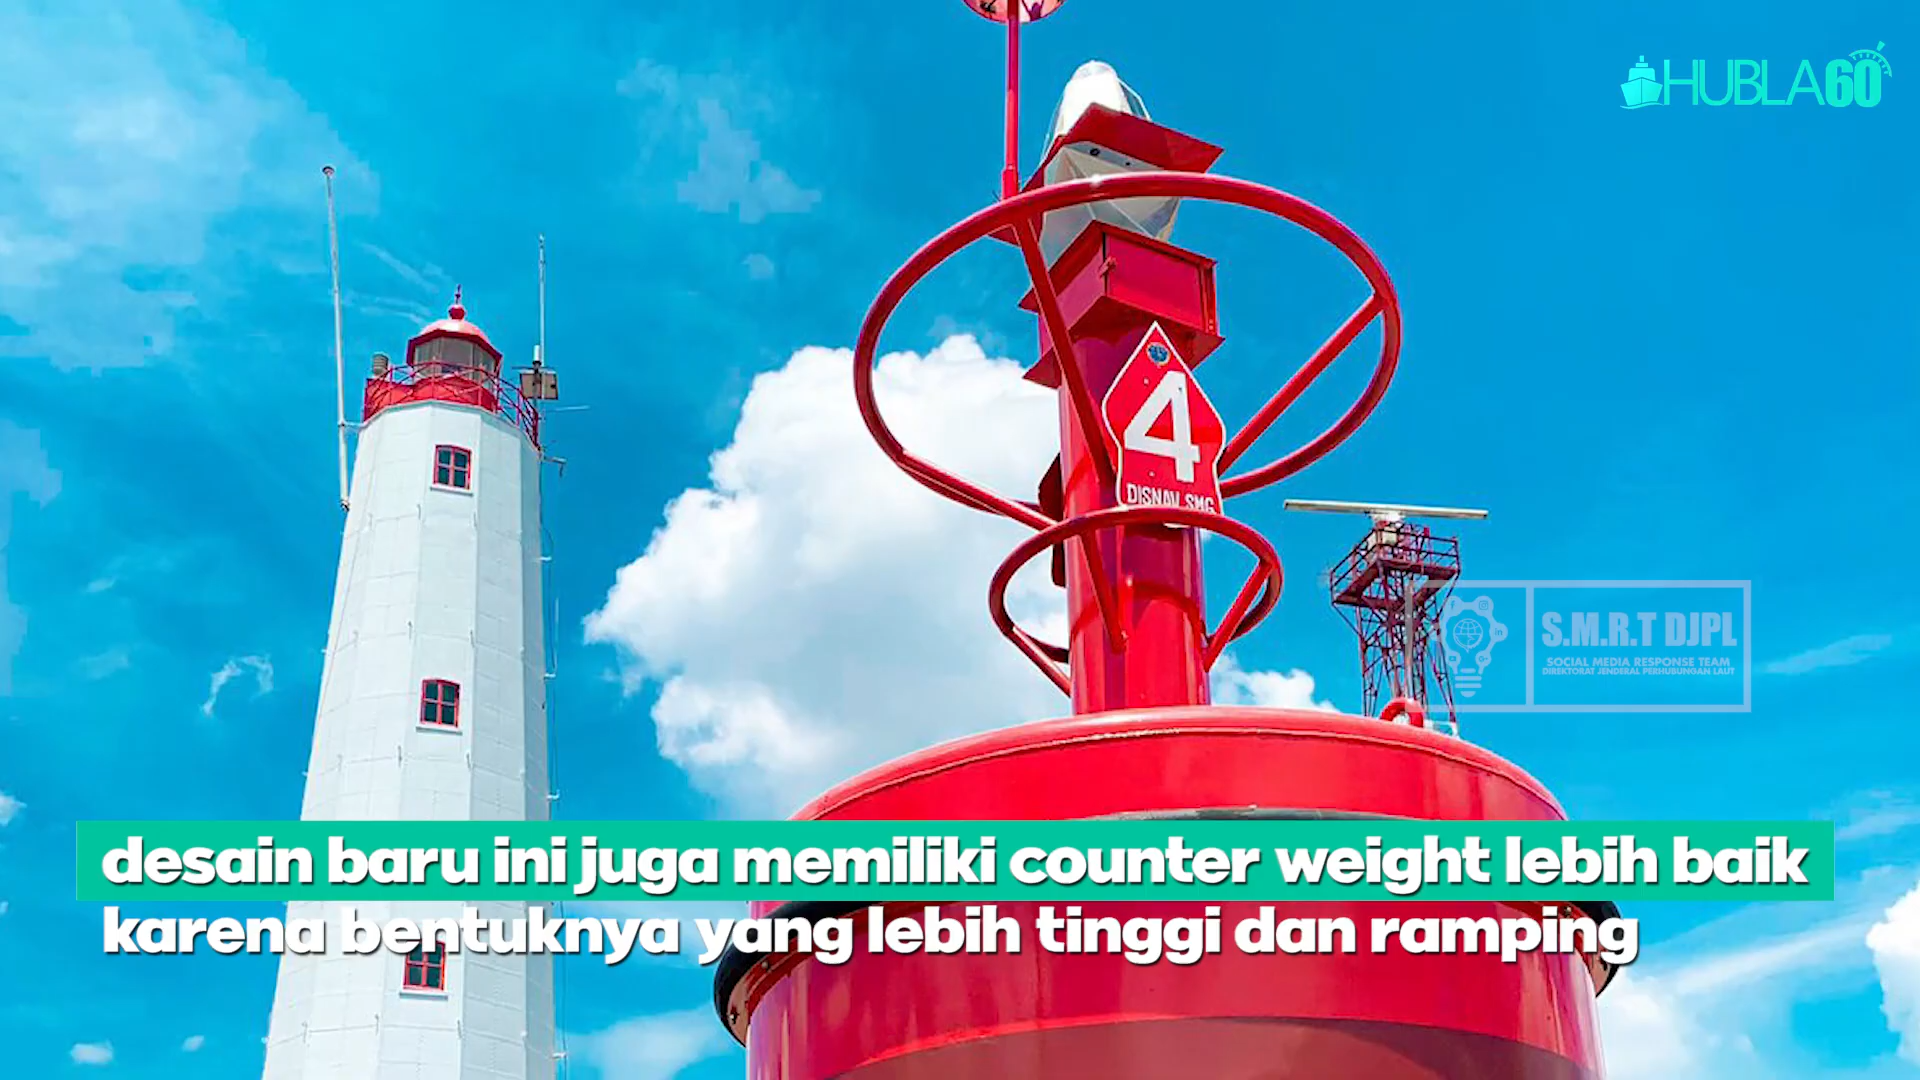 HUBLA60
4
DISNAV SMG
S.M.R.T DJPL
SOCIAL MEDIA RESPONSE TEAM
DIREKTORAT JENDERAL PERHUBUNGAN LAUT
desain baru ini juga memiliki counter weight lebih baik
karena bentuknya yang lebih tinggi dan ramping